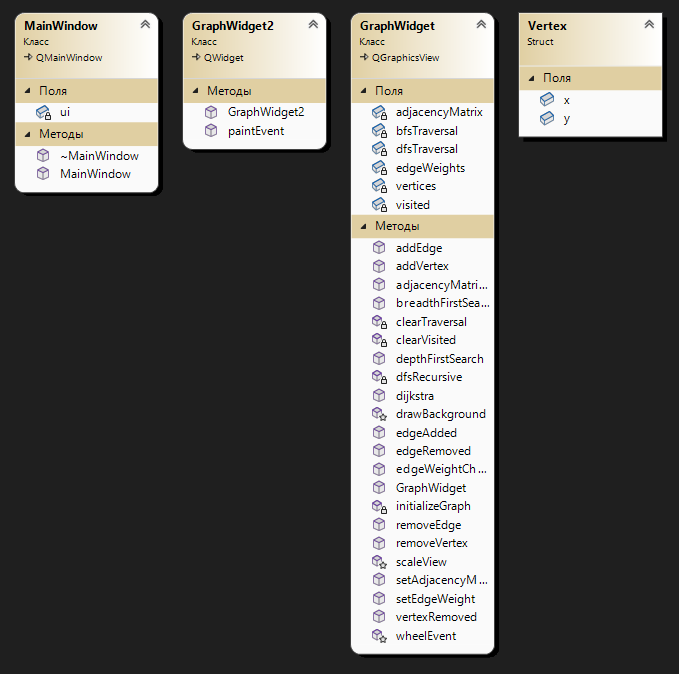 MainWindow
Класс
QMainWindow
Поля
ui
Методы
~MainWindow
MainWindow
GraphWidget2
Класс
QWidget
Методы
GraphWidget2
paintEvent
GraphWidget
Класс
QGraphicsView
Поля
adjacencyMatrix
bfsTraversal
dfsTraversal
edgeWeights
vertices
visited
Методы
addEdge
addVertex
adjacencyMatri...
breadthFirstSea...
clearTraversal
clearVisited
depthFirstSearch
dfsRecursive
dijkstra
drawBackground
edgeAdded
edgeRemoved
edgeWeightCh...
GraphWidget
initializeGraph
removeEdge
removeVertex
scaleView
setAdjacencyM...
setEdgeWeight
vertexRemoved
wheelEvent
Vertex
Struct
Поля
x
y